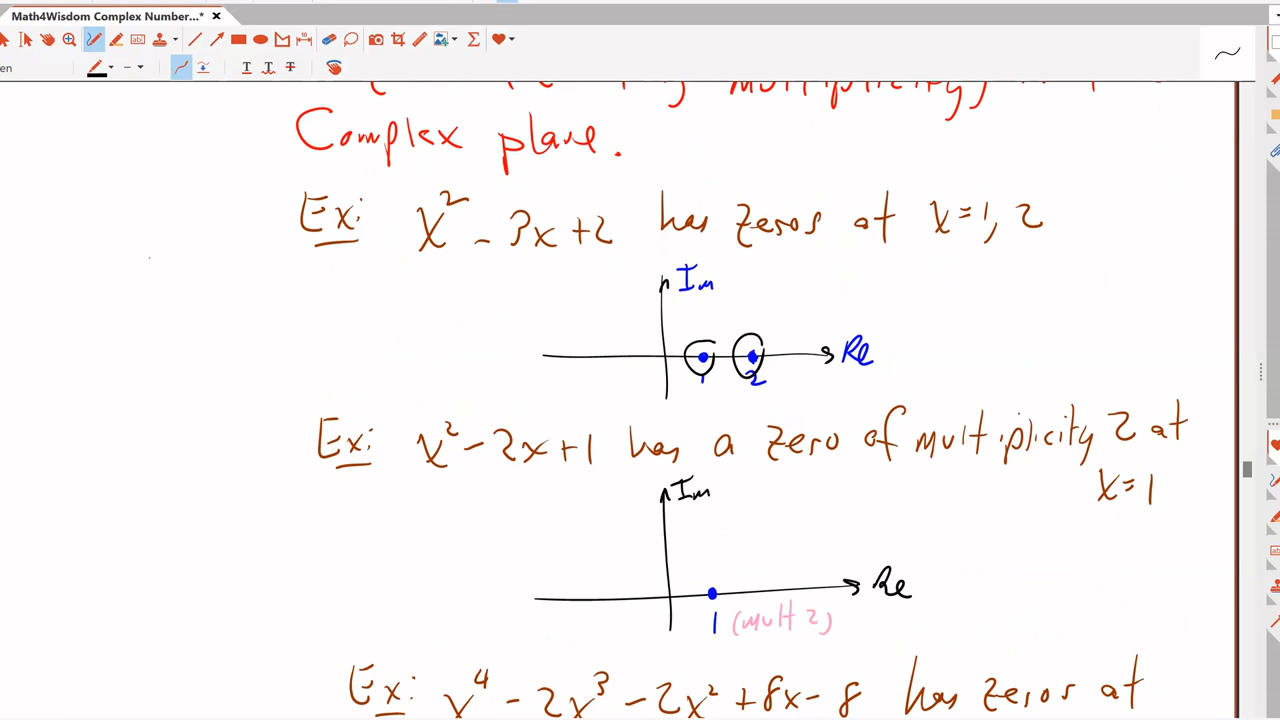 Math4Wisdom Complex Number...*
en
multiplicity)
Complex plane.
Ex: x² - 3x + 2 has zeros at x = 1, 2
Im
Re
1 2
Ex: x² - 2x + 1 has a zero of multiplicity 2 at
x = 1
Im
Re
1 (mult 2)
Ex: x⁴ - 2x³ - 2x² + 8x - 8 has zeros at